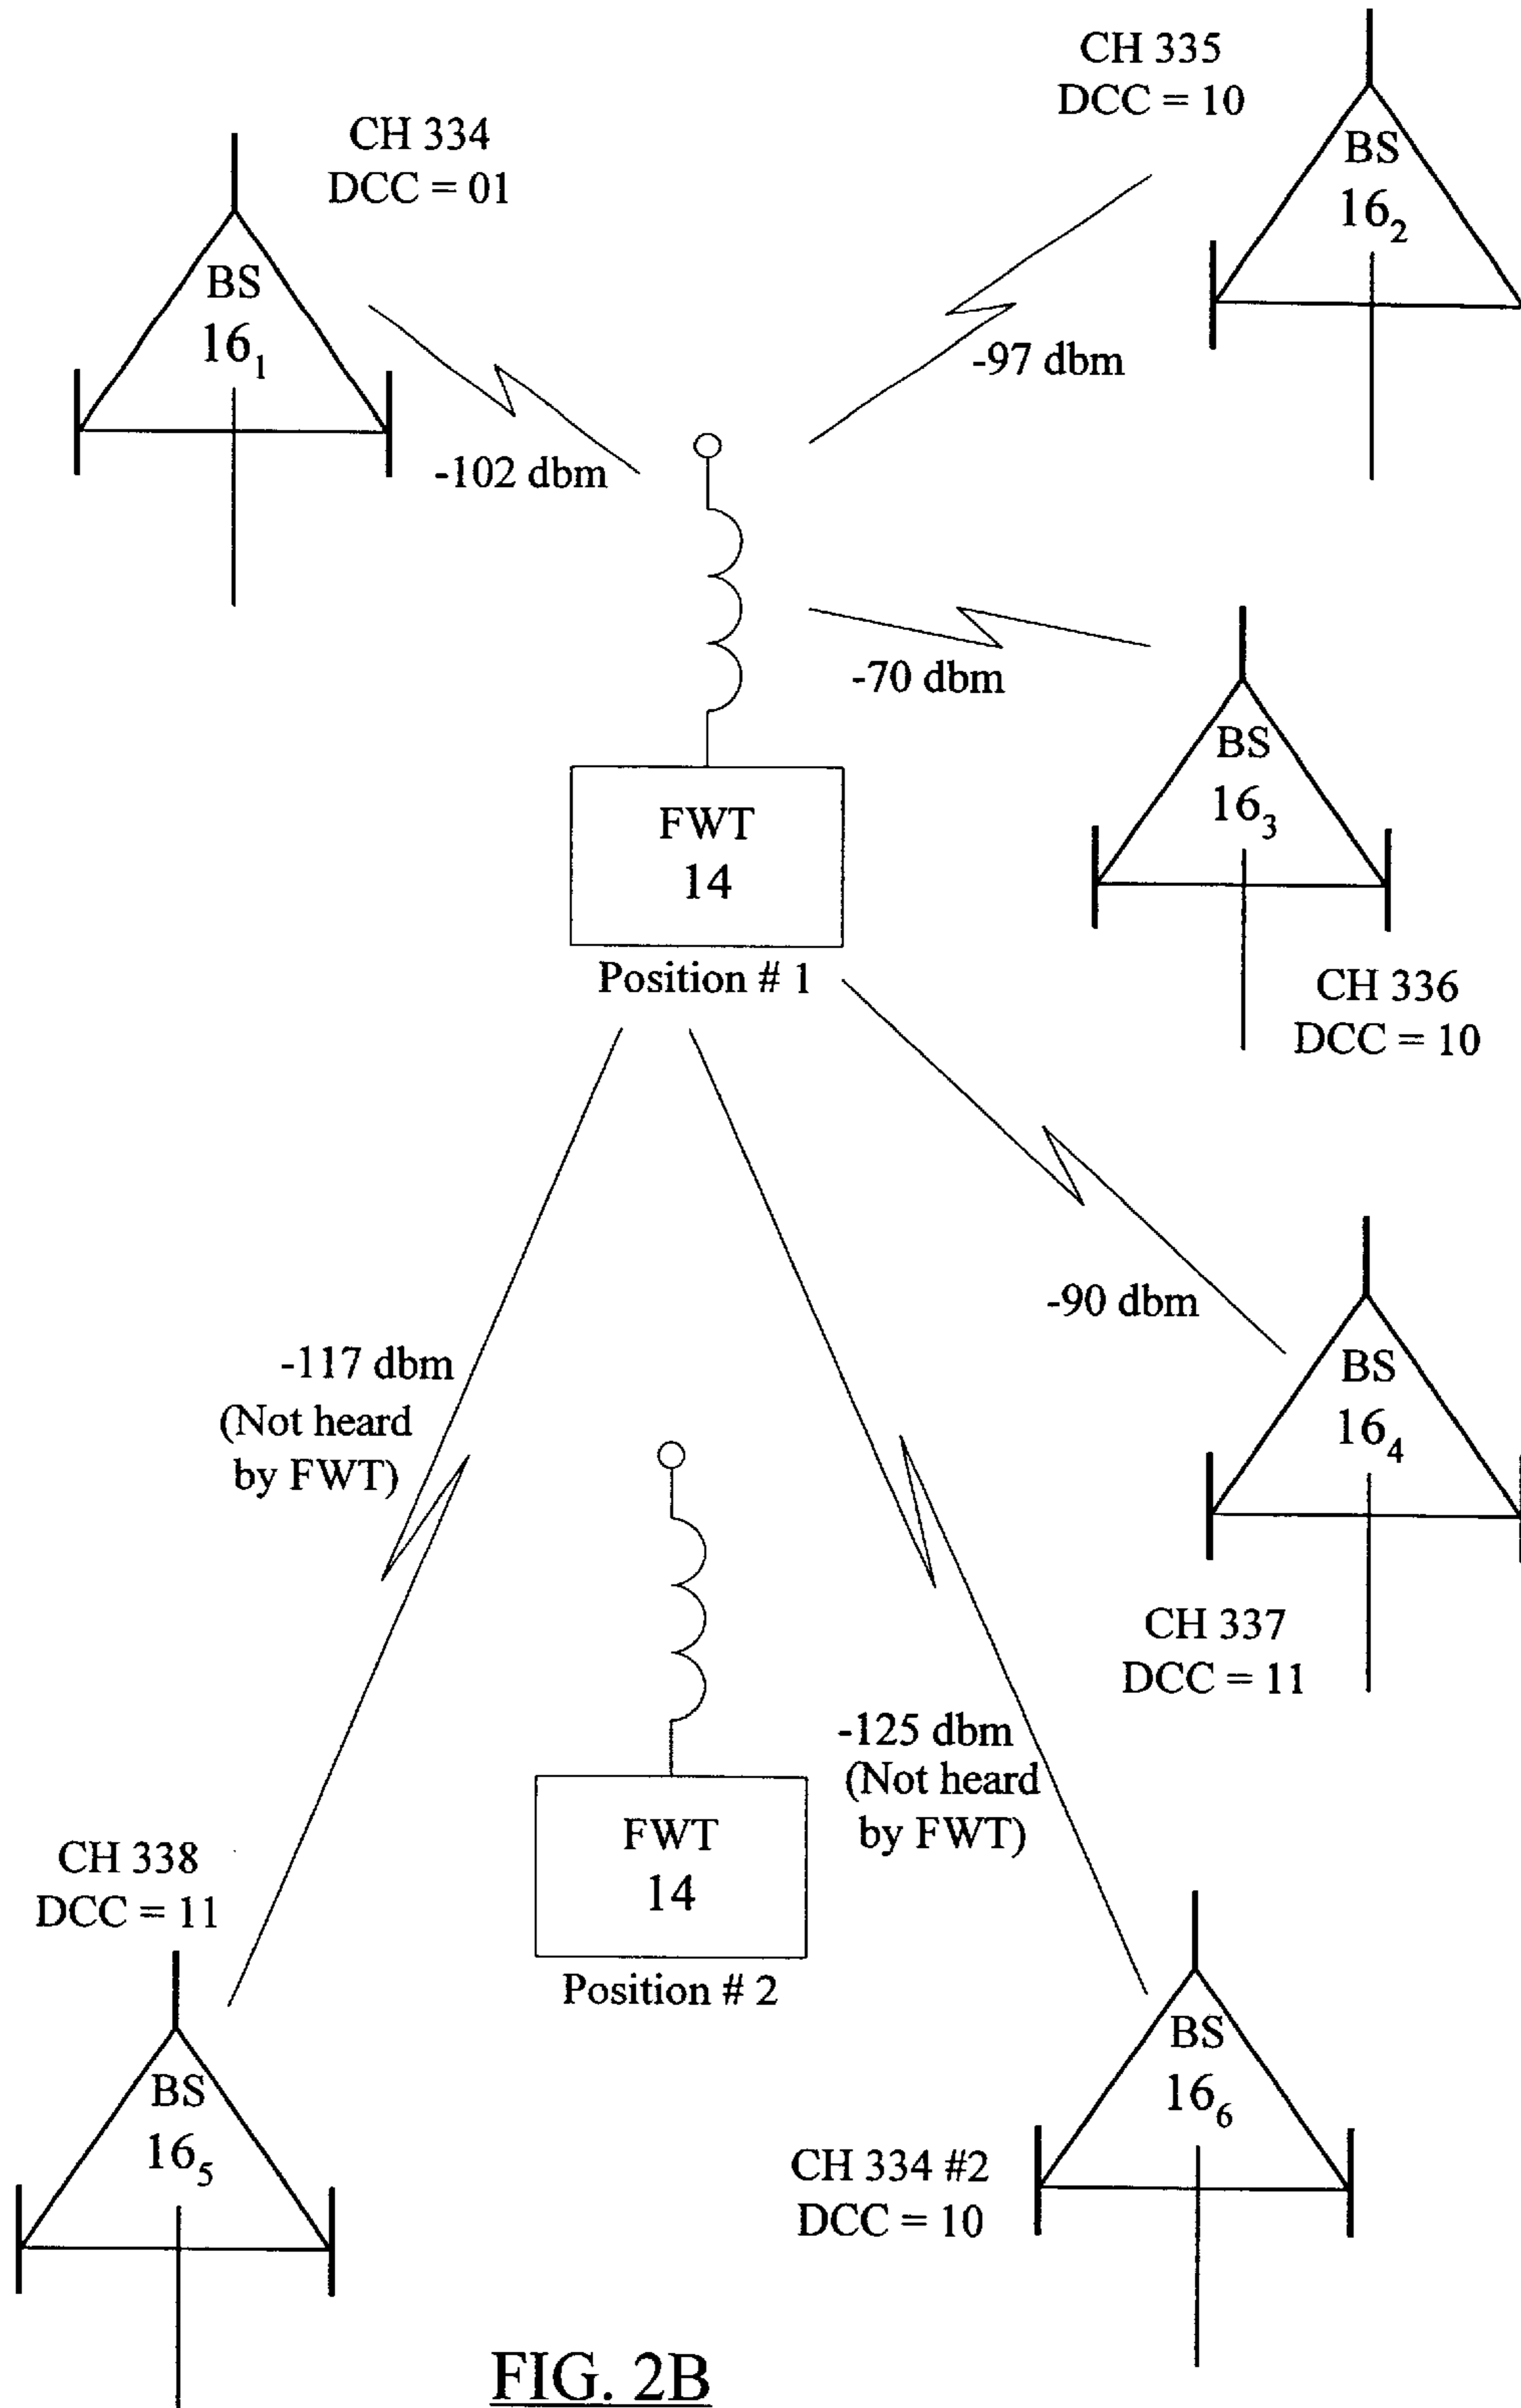 CH 335
DCC = 10
BS
16₂
CH 334
DCC = 01
BS
16₁
-97 dbm
-102 dbm
-70 dbm
BS
16₃
FWT
14
Position # 1
CH 336
DCC = 10
-90 dbm
-117 dbm
(Not heard
by FWT)
BS
16₄
CH 337
DCC = 11
-125 dbm
(Not heard
by FWT)
FWT
14
Position # 2
CH 338
DCC = 11
BS
16₅
BS
16₆
CH 334 #2
DCC = 10
FIG. 2B